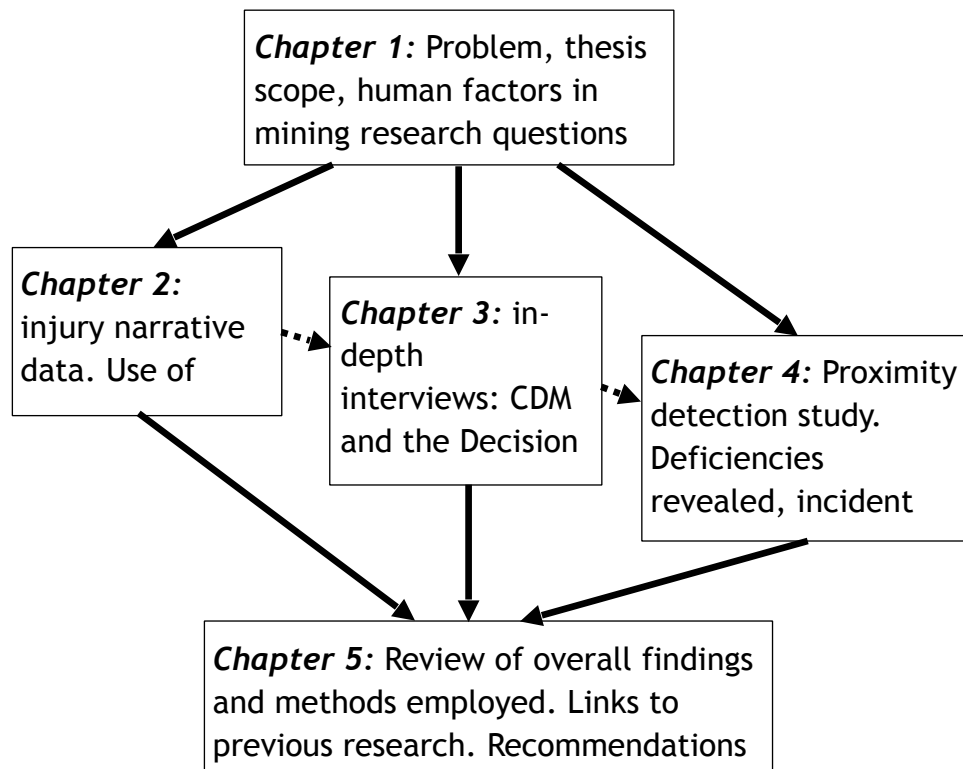 Chapter 1: Problem, thesis
scope, human factors in
mining research questions
Chapter 2:
injury narrative
data. Use of
Chapter 3: in-
depth
interviews: CDM
and the Decision
Chapter 4: Proximity
detection study.
Deficiencies
revealed, incident
Chapter 5: Review of overall findings
and methods employed. Links to
previous research. Recommendations